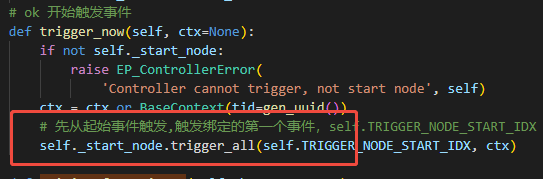 # ok 开始触发事件
def trigger_now(self, ctx=None):
if not self._start_node:
raise EP_ControllerError(
'Controller cannot trigger, not start node', self)
ctx = ctx or BaseContext(tid=gen_uuid())
# 先从起始事件触发,触发绑定的第一个事件, self.TRIGGER_NODE_START_IDX
self._start_node.trigger_all(self.TRIGGER_NODE_START_IDX, ctx)